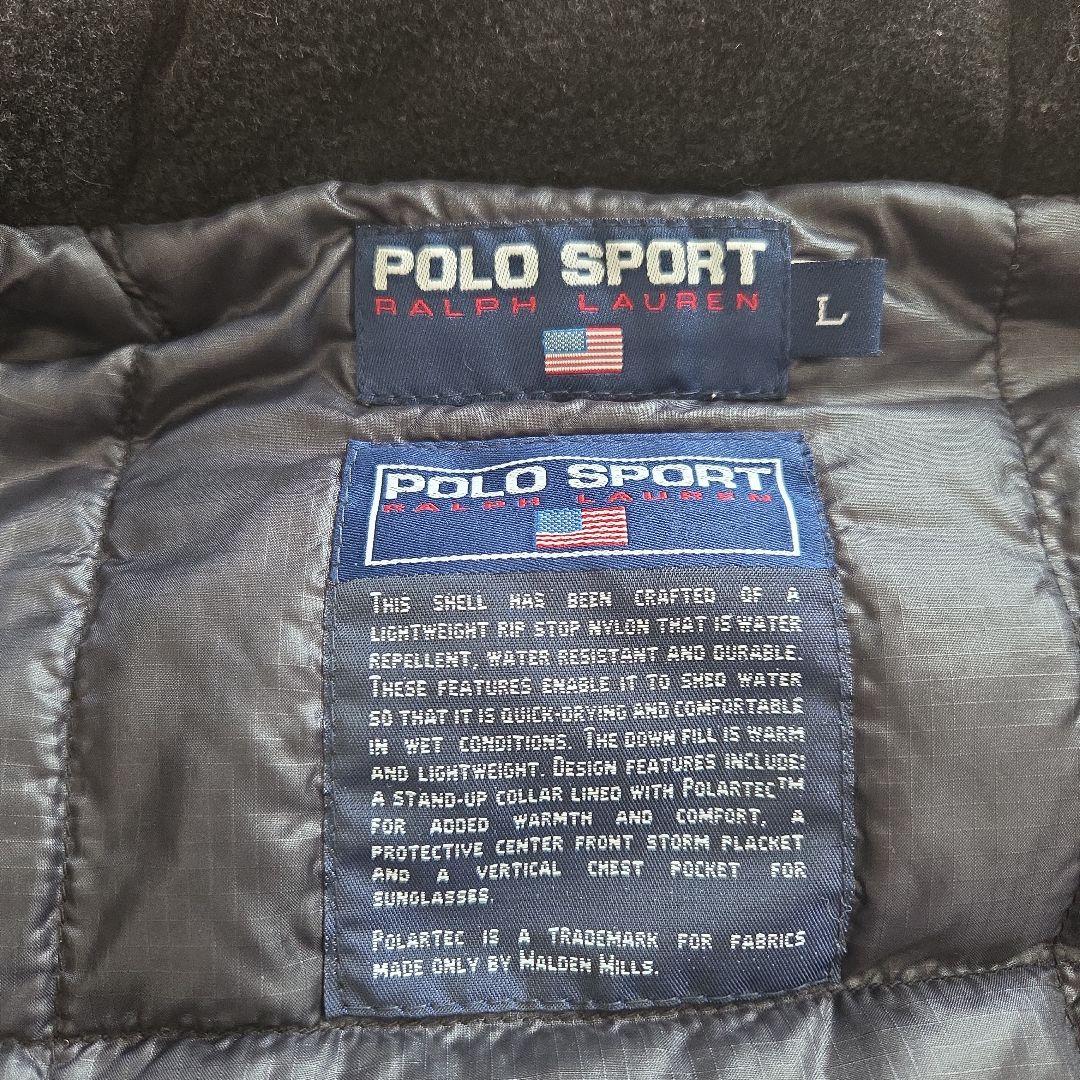 POLO SPORT
RALPH LAUREN
L
POLO SPORT
RALPH LAUREN
THIS SHELL HAS BEEN CRAFTED OF A
LIGHTWEIGHT RIP STOP NYLON THAT IS WATER
REPELLENT, WATER RESISTANT AND DURABLE.
THESE FEATURES ENABLE IT TO SHED WATER
SO THAT IT IS QUICK-DRYING AND COMFORTABLE
IN WET CONDITIONS. THE DOWN FILL IS WARM
AND LIGHTWEIGHT. DESIGN FEATURES INCLUDE:
A STAND-UP COLLAR LINED WITH POLARTEC™
FOR ADDED WARMTH AND COMFORT, A
PROTECTIVE CENTER FRONT STORM PLACKET
AND A VERTICAL CHEST POCKET FOR
SUNGLASSES.
POLARTEC IS A TRADEMARK FOR FABRICS
MADE ONLY BY MALDEN MILLS.